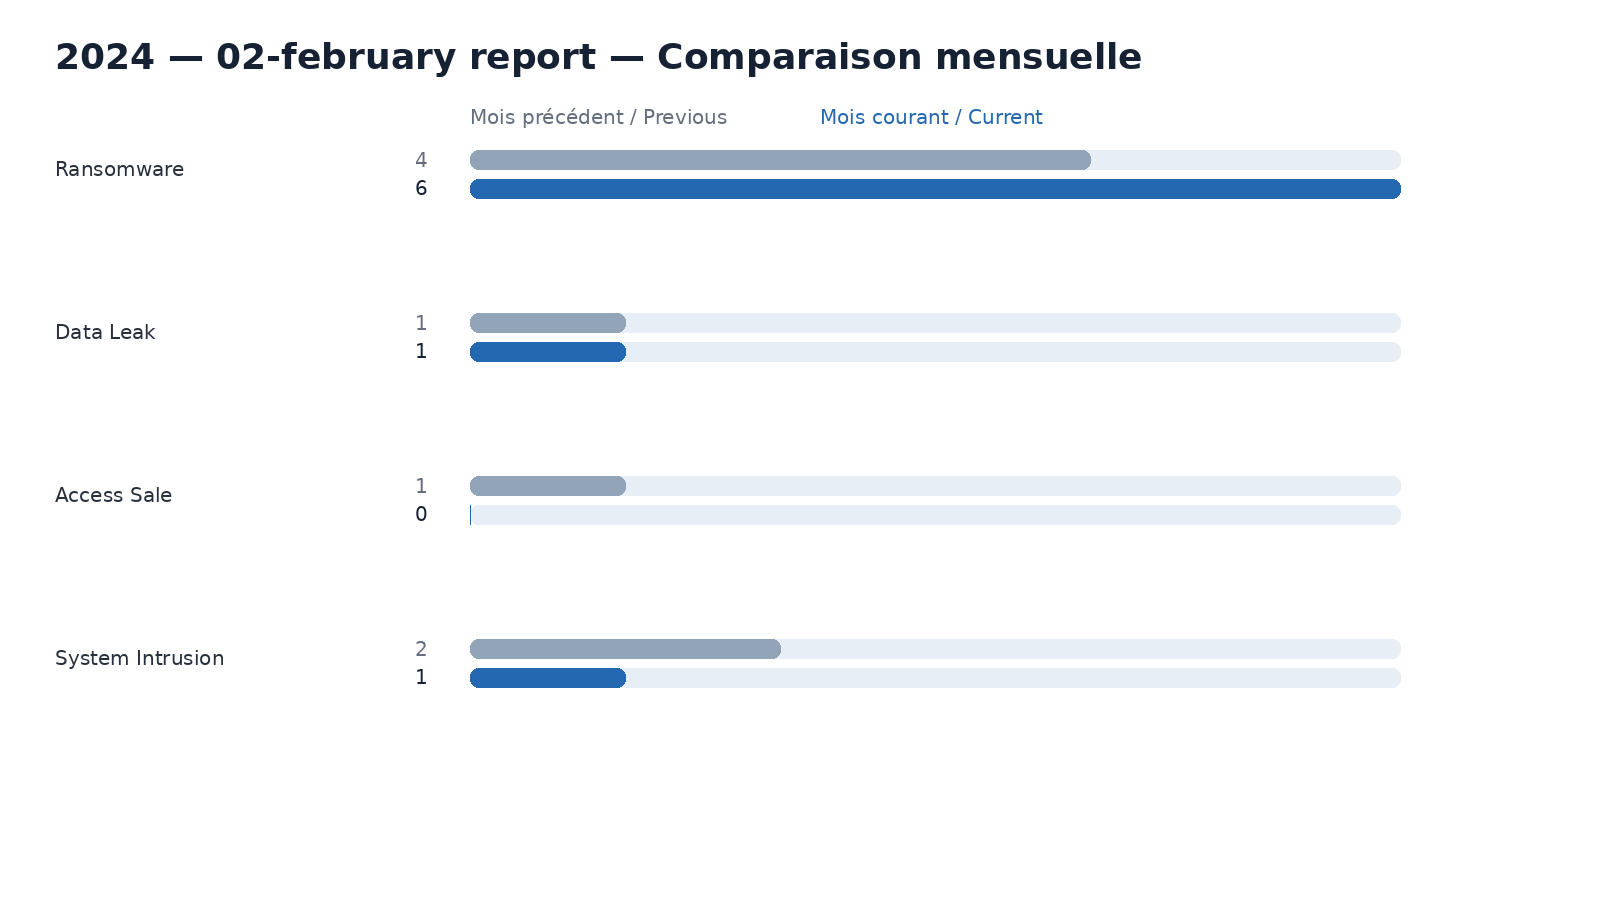 2024 — 02-february report — Comparaison mensuelle
Mois précédent / Previous
Mois courant / Current
Ransomware
4
6
Data Leak
1
1
Access Sale
1
0
System Intrusion
2
1